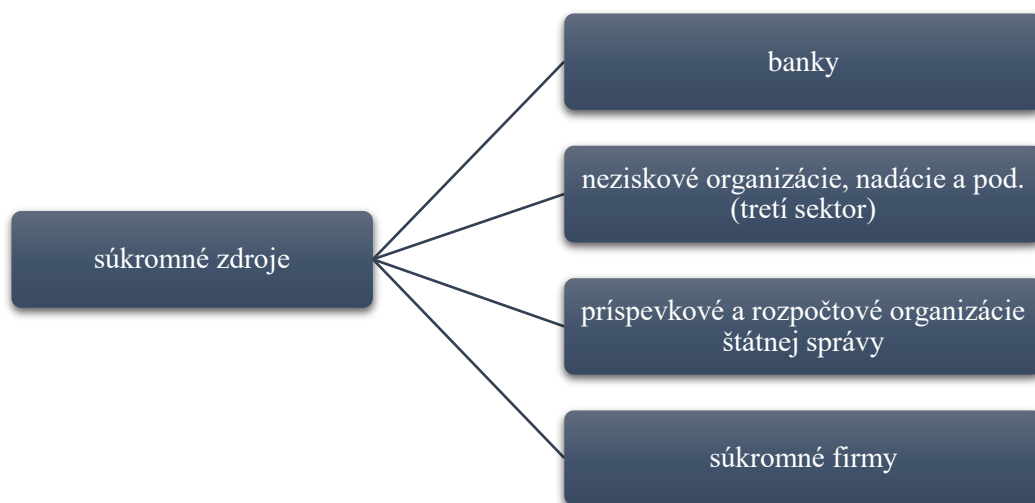 banky
neziskové organizácie, nadácie a pod.
(tretí sektor)
súkromné zdroje
príspevkové a rozpočtové organizácie
štátnej správy
súkromné firmy